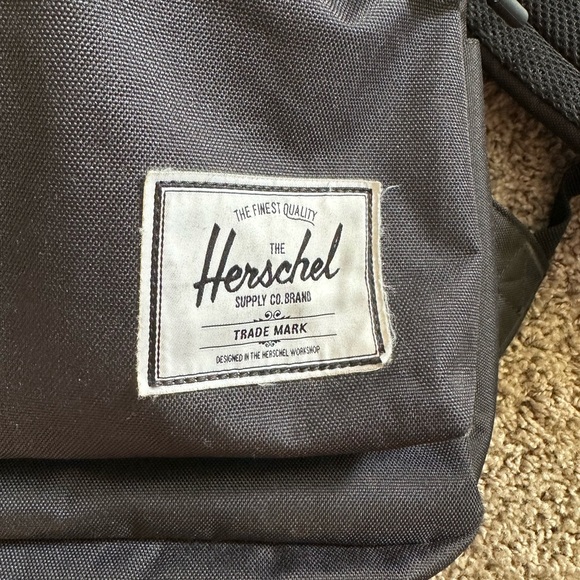 THE FINEST QUALITY
THE
Herschel
SUPPLY CO. BRAND
TRADE MARK
DESIGNED IN THE HERSCHEL WORKSHOP